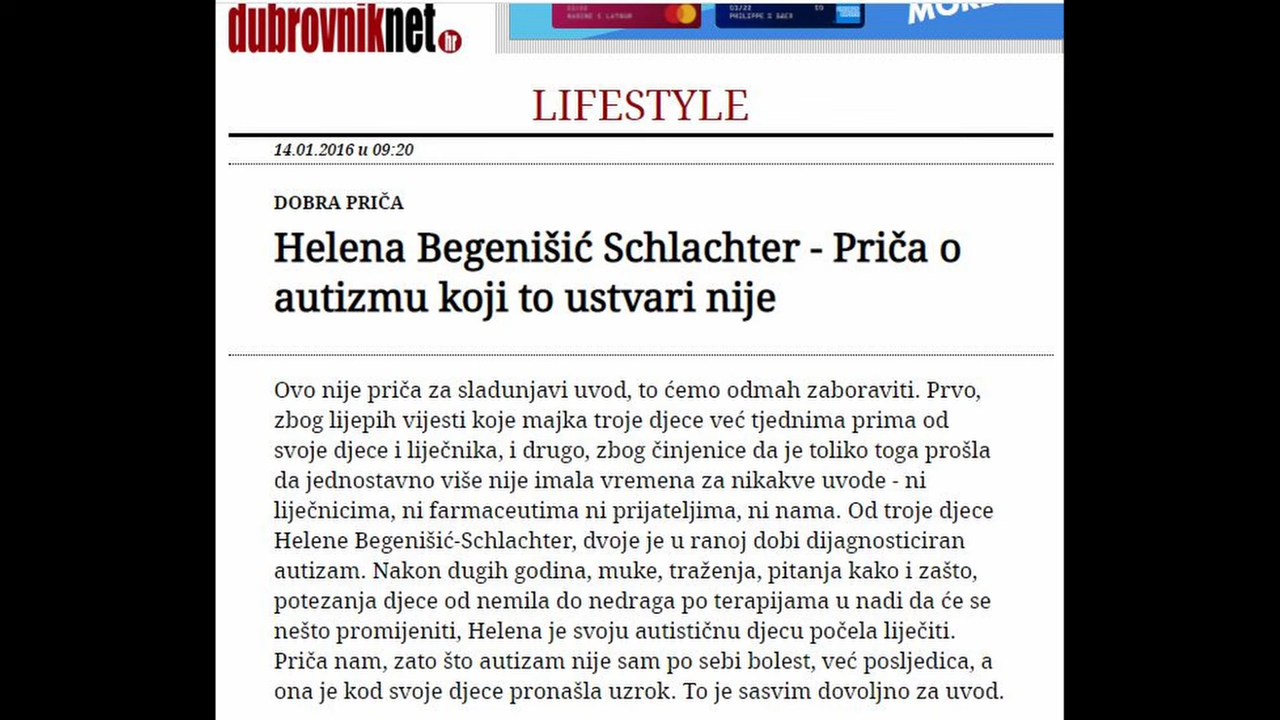 dubrovniknet.hr
MORE
LIFESTYLE
14.01.2016 u 09:20
DOBRA PRIČA
Helena Begenišić Schlachter - Priča o
autizmu koji to ustvari nije
Ovo nije priča za sladunjavi uvod, to ćemo odmah zaboraviti. Prvo,
zbog lijepih vijesti koje majka troje djece već tjednima prima od
svoje djece i liječnika, i drugo, zbog činjenice da je toliko toga prošla
da jednostavno više nije imala vremena za nikakve uvode - ni
liječnicima, ni farmaceutima ni prijateljima, ni nama. Od troje djece
Helene Begenišić-Schlachter, dvoje je u ranoj dobi dijagnosticiran
autizam. Nakon dugih godina, muke, traženja, pitanja kako i zašto,
potezanja djece od nemila do nedraga po terapijama u nadi da će se
nešto promijeniti, Helena je svoju autističnu djecu počela liječiti.
Priča nam, zato što autizam nije sam po sebi bolest, već posljedica, a
ona je kod svoje djece pronašla uzrok. To je sasvim dovoljno za uvod.